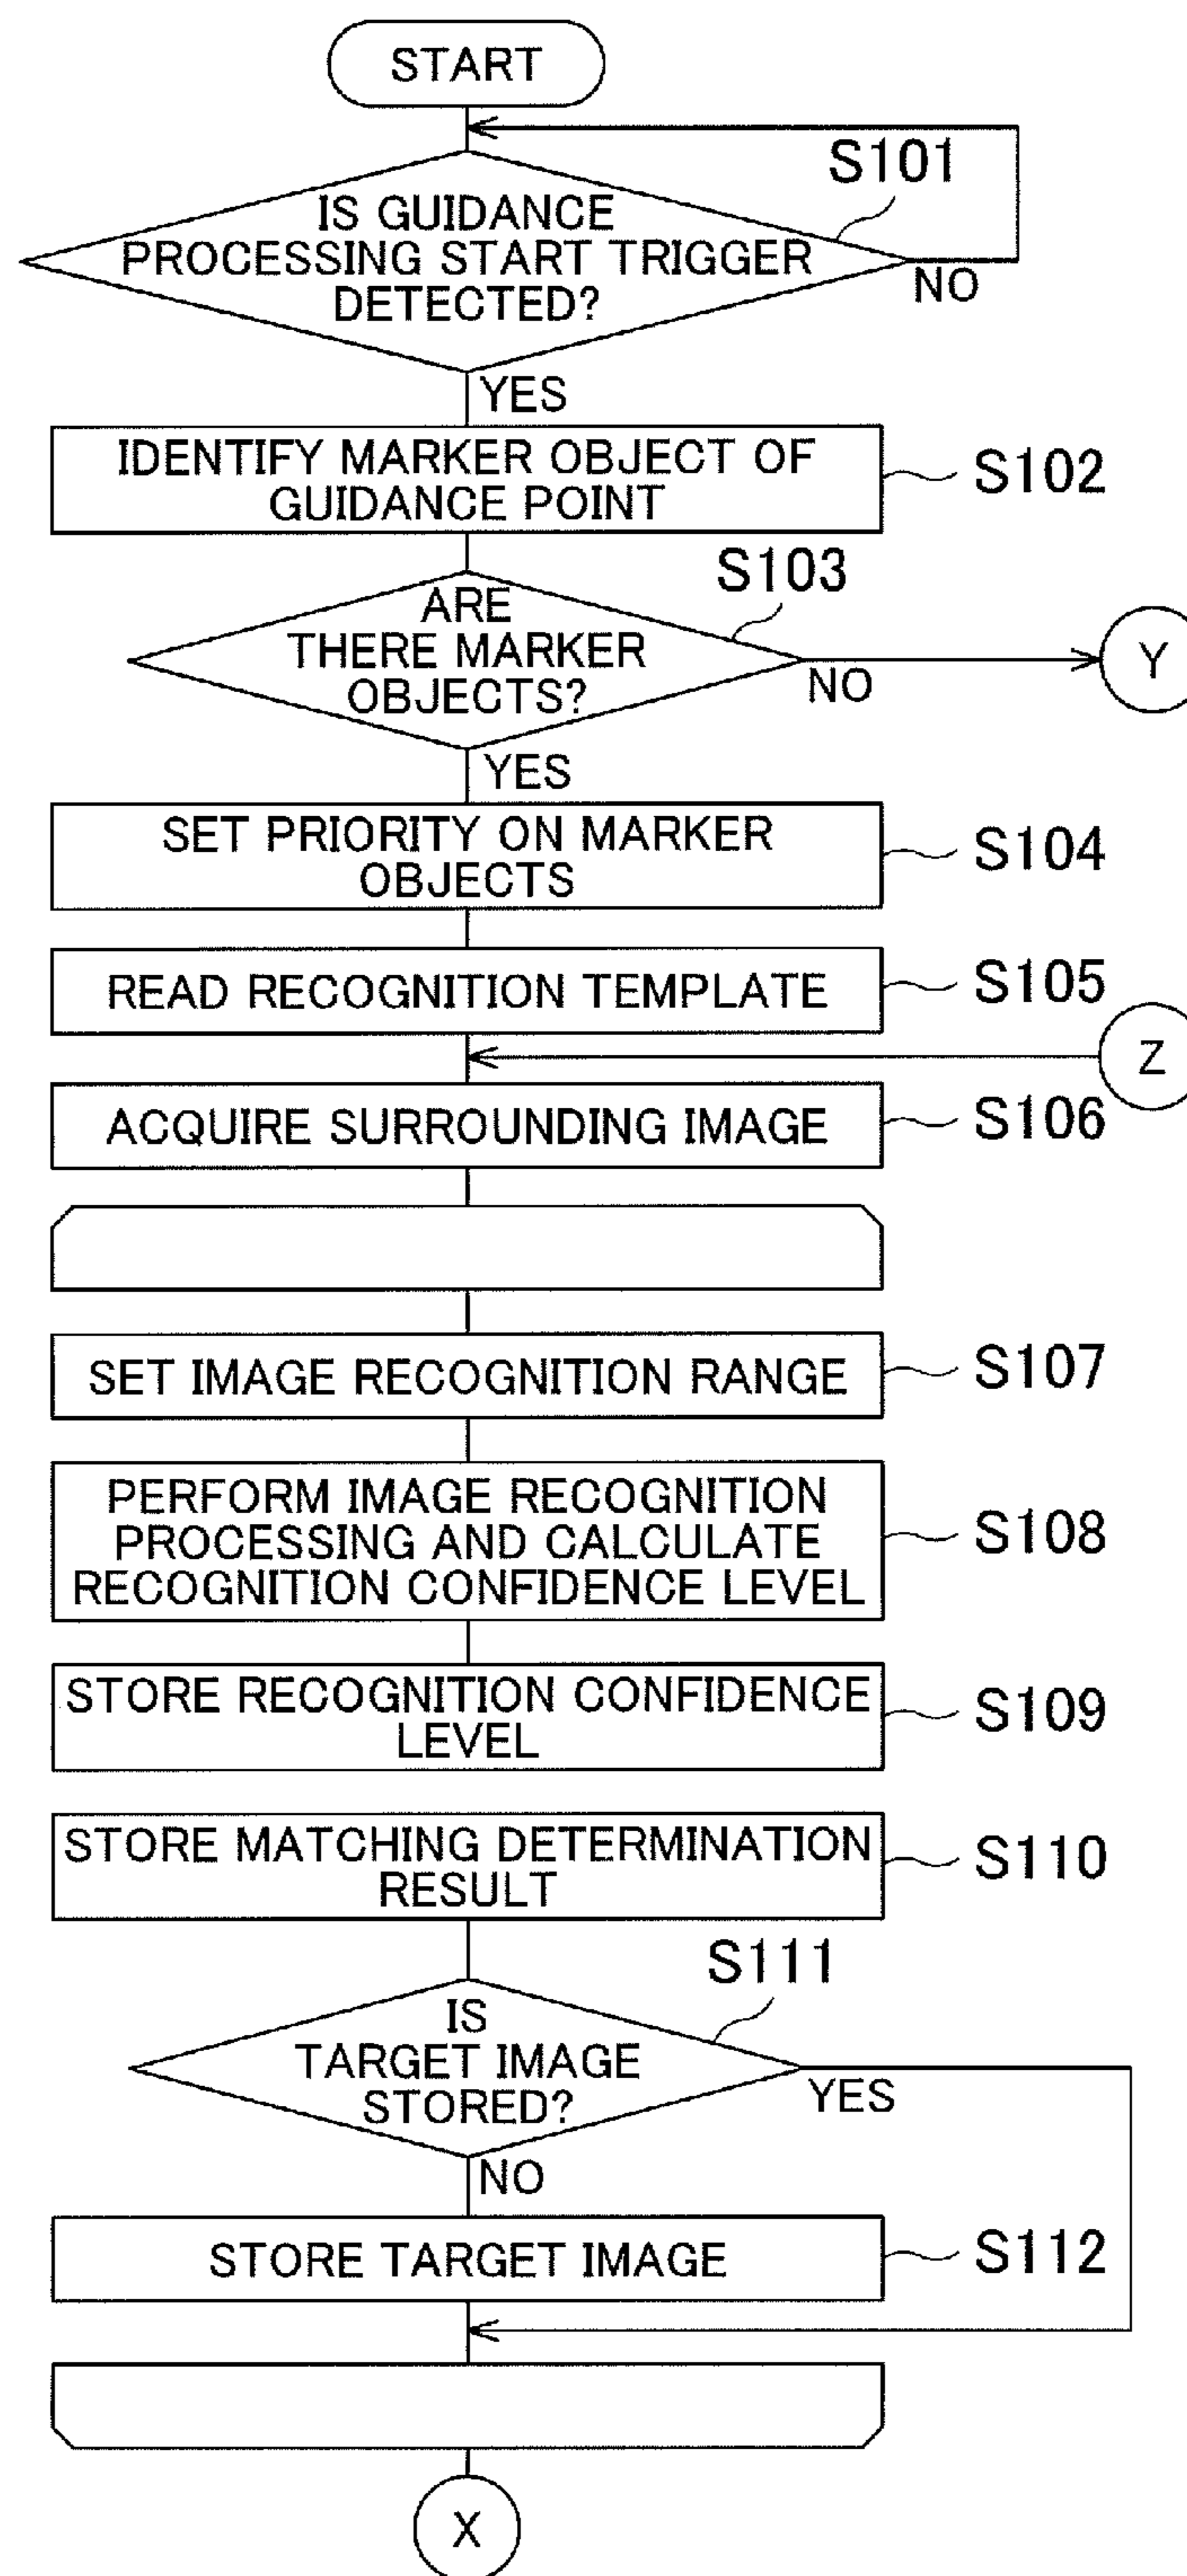 START
S101
IS GUIDANCE
PROCESSING START TRIGGER
DETECTED?
NO
YES
IDENTIFY MARKER OBJECT OF
GUIDANCE POINT
S102
S103
ARE
THERE MARKER
OBJECTS?
NO
Y
YES
SET PRIORITY ON MARKER
OBJECTS
S104
READ RECOGNITION TEMPLATE
S105
Z
ACQUIRE SURROUNDING IMAGE
S106
SET IMAGE RECOGNITION RANGE
S107
PERFORM IMAGE RECOGNITION
PROCESSING AND CALCULATE
RECOGNITION CONFIDENCE LEVEL
S108
STORE RECOGNITION CONFIDENCE
LEVEL
S109
STORE MATCHING DETERMINATION
RESULT
S110
S111
IS
TARGET IMAGE
STORED?
YES
NO
STORE TARGET IMAGE
S112
X